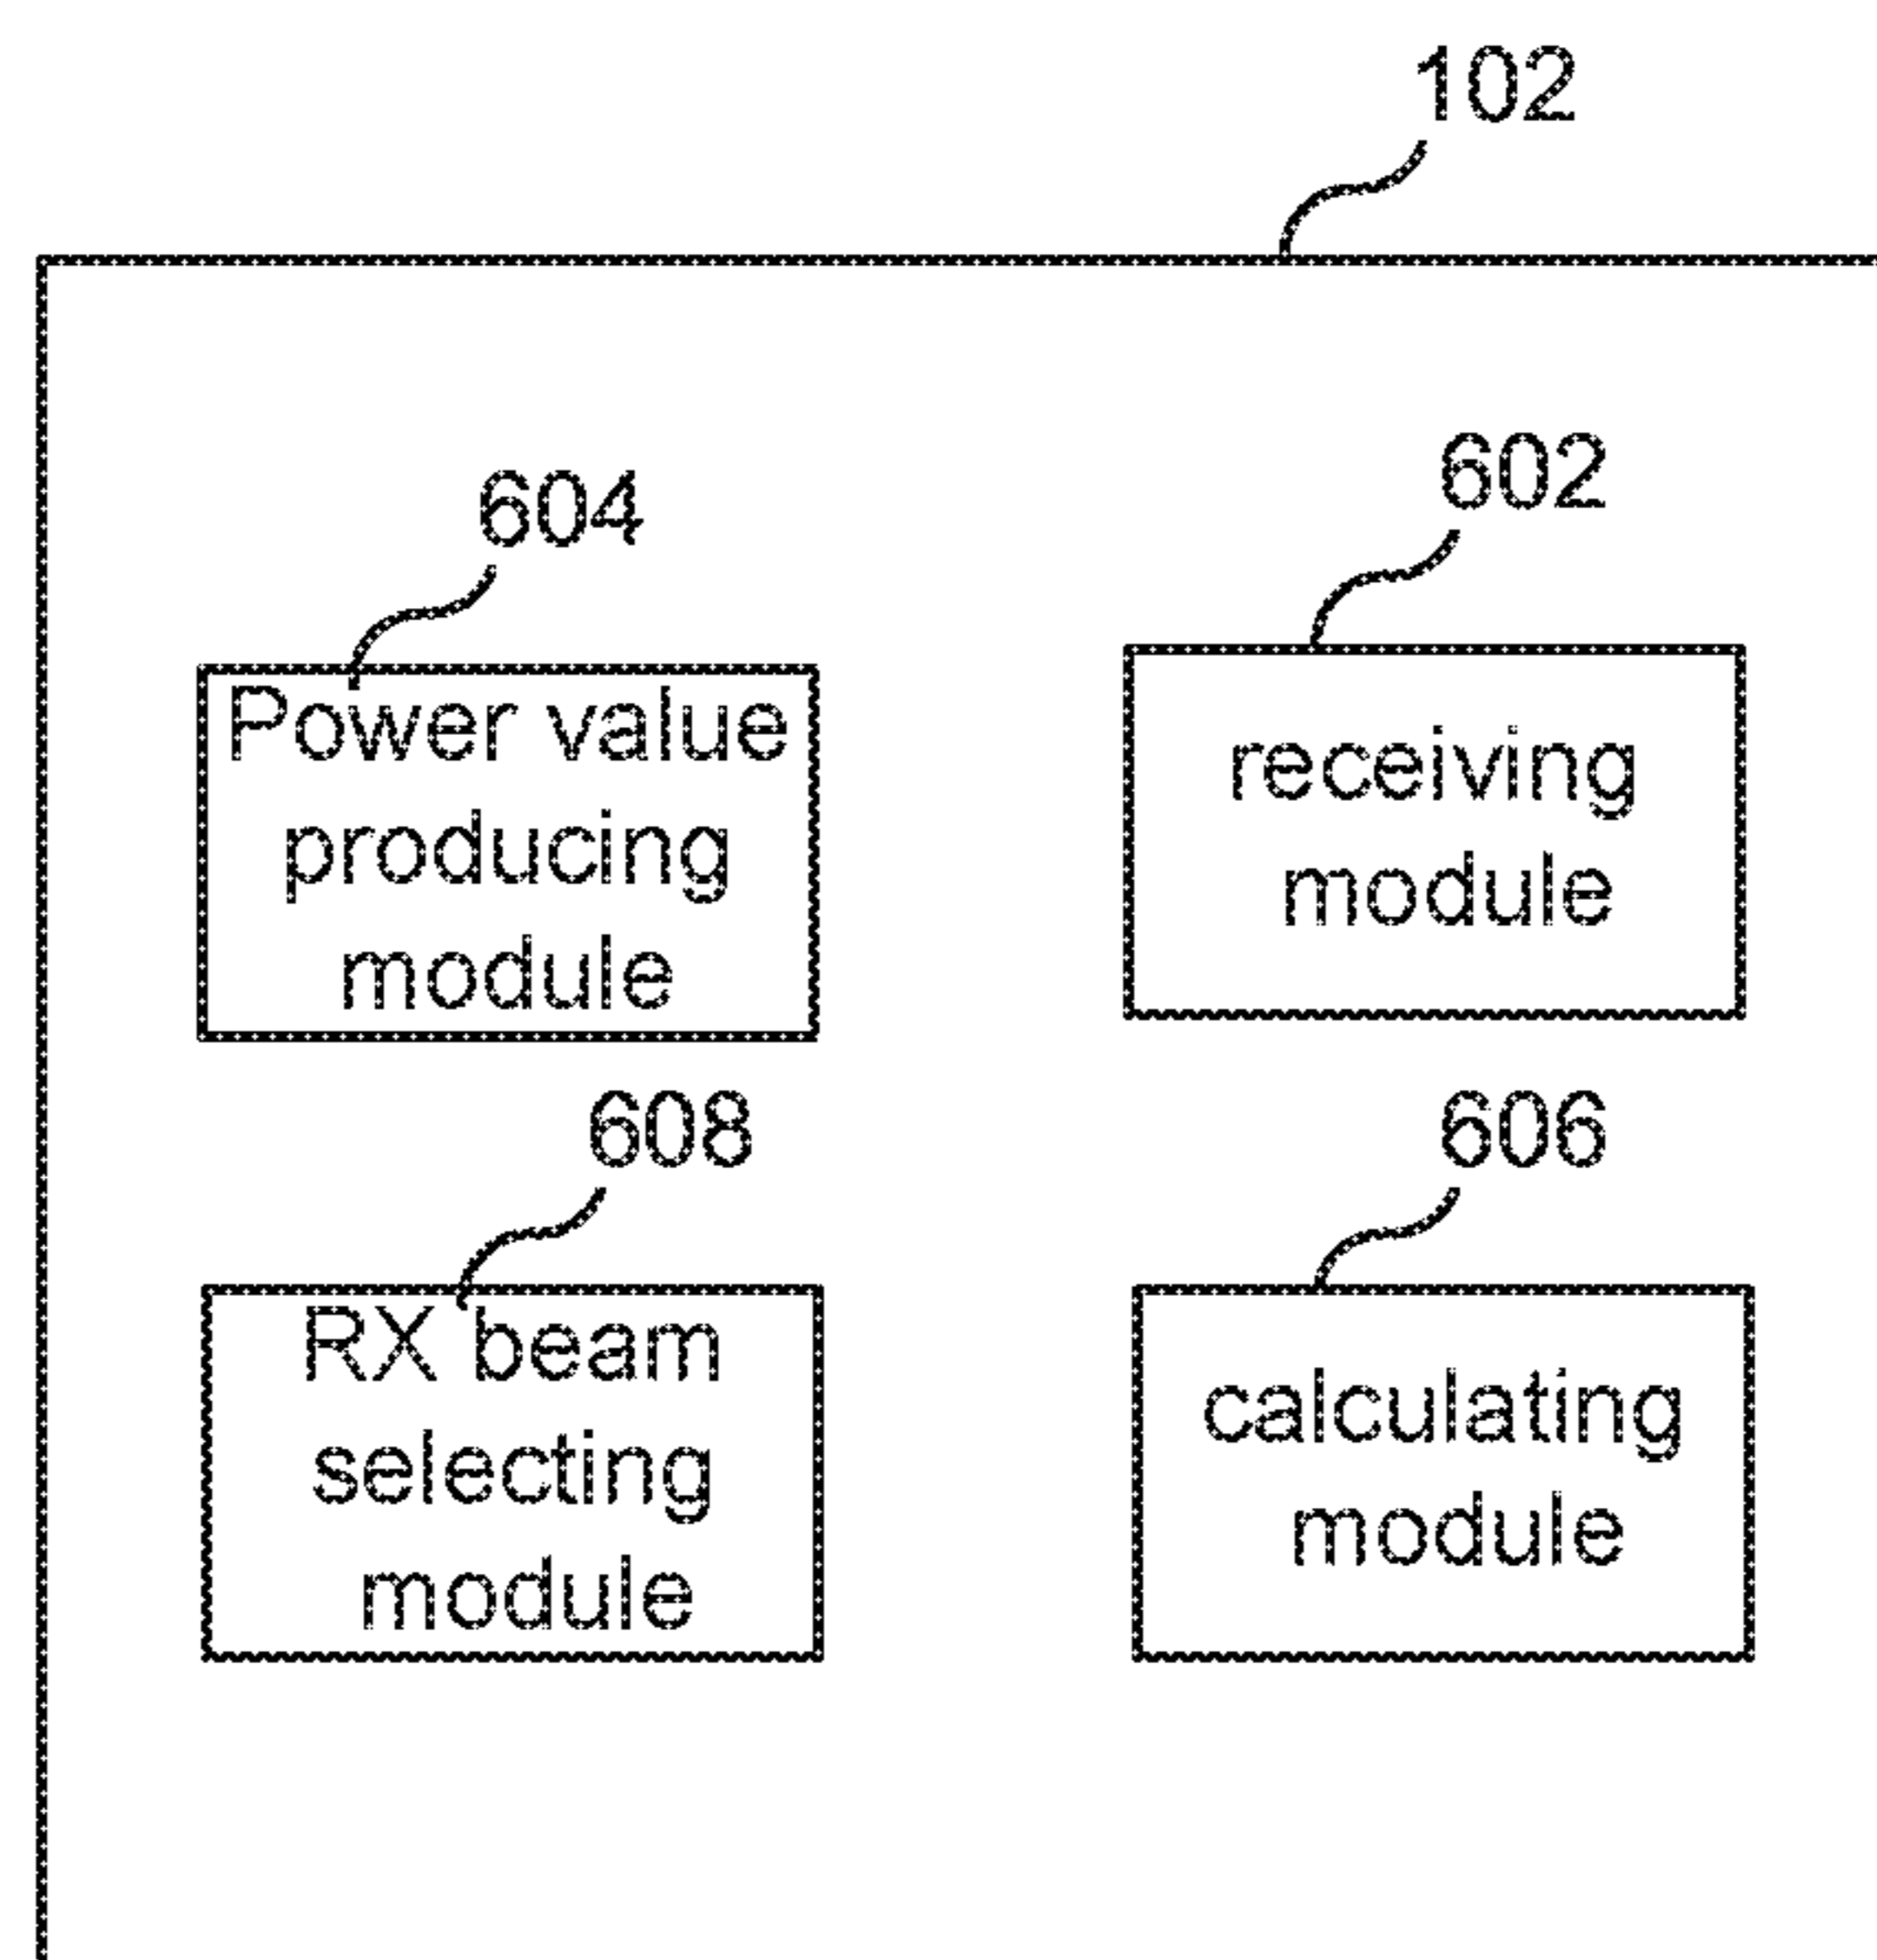 102
604
Power value
producing
module
602
receiving
module
608
RX beam
selecting
module
606
calculating
module